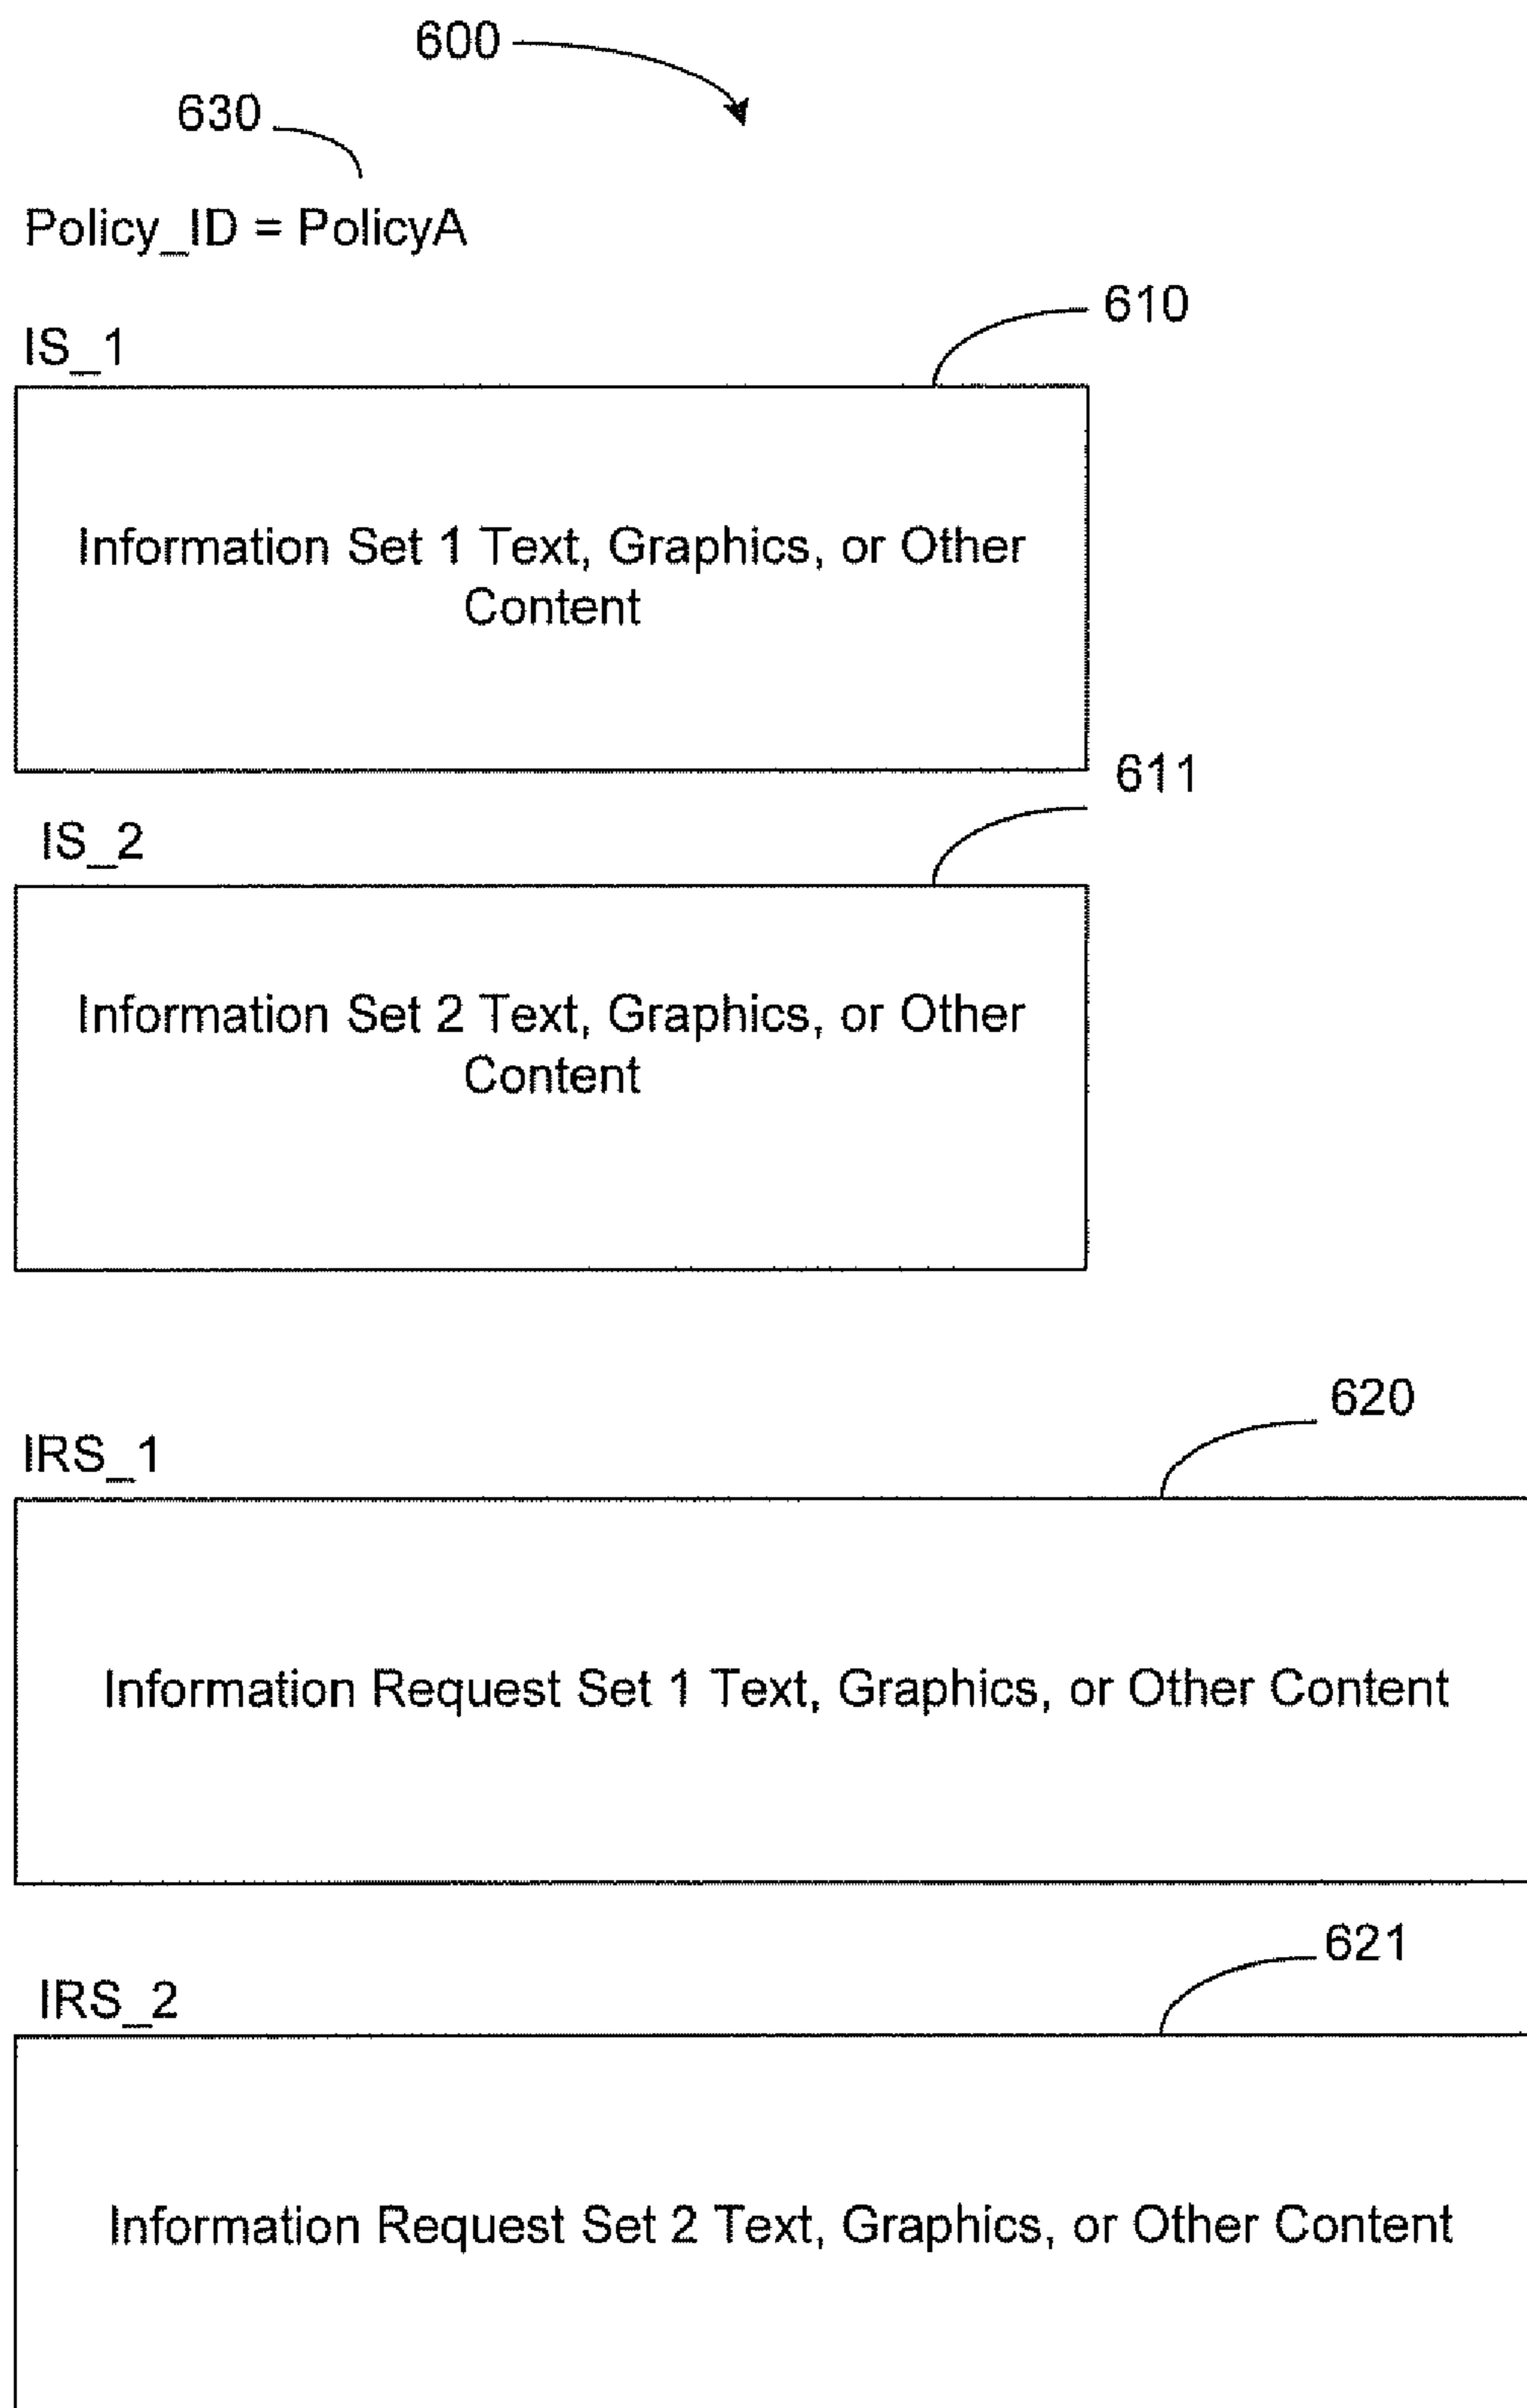 600
630
Policy_ID = PolicyA
610
IS_1
Information Set 1 Text, Graphics, or Other
Content
611
IS_2
Information Set 2 Text, Graphics, or Other
Content
620
IRS_1
Information Request Set 1 Text, Graphics, or Other Content
621
IRS_2
Information Request Set 2 Text, Graphics, or Other Content